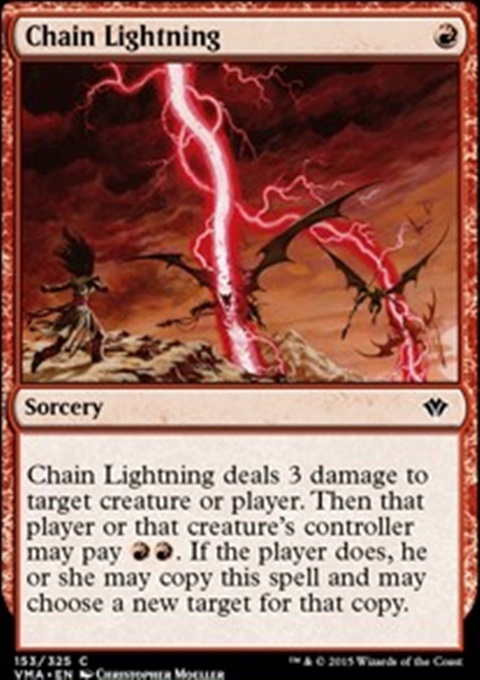 Chain Lightning
Sorcery
Chain Lightning deals 3 damage to
target creature or player. Then that
player or that creature's controller
may pay . If the player does, he
or she may copy this spell and may
choose a new target for that copy.
153/325 C
™ & © 2015 Wizards of the Coast
VMA • EN Christopher Moeller